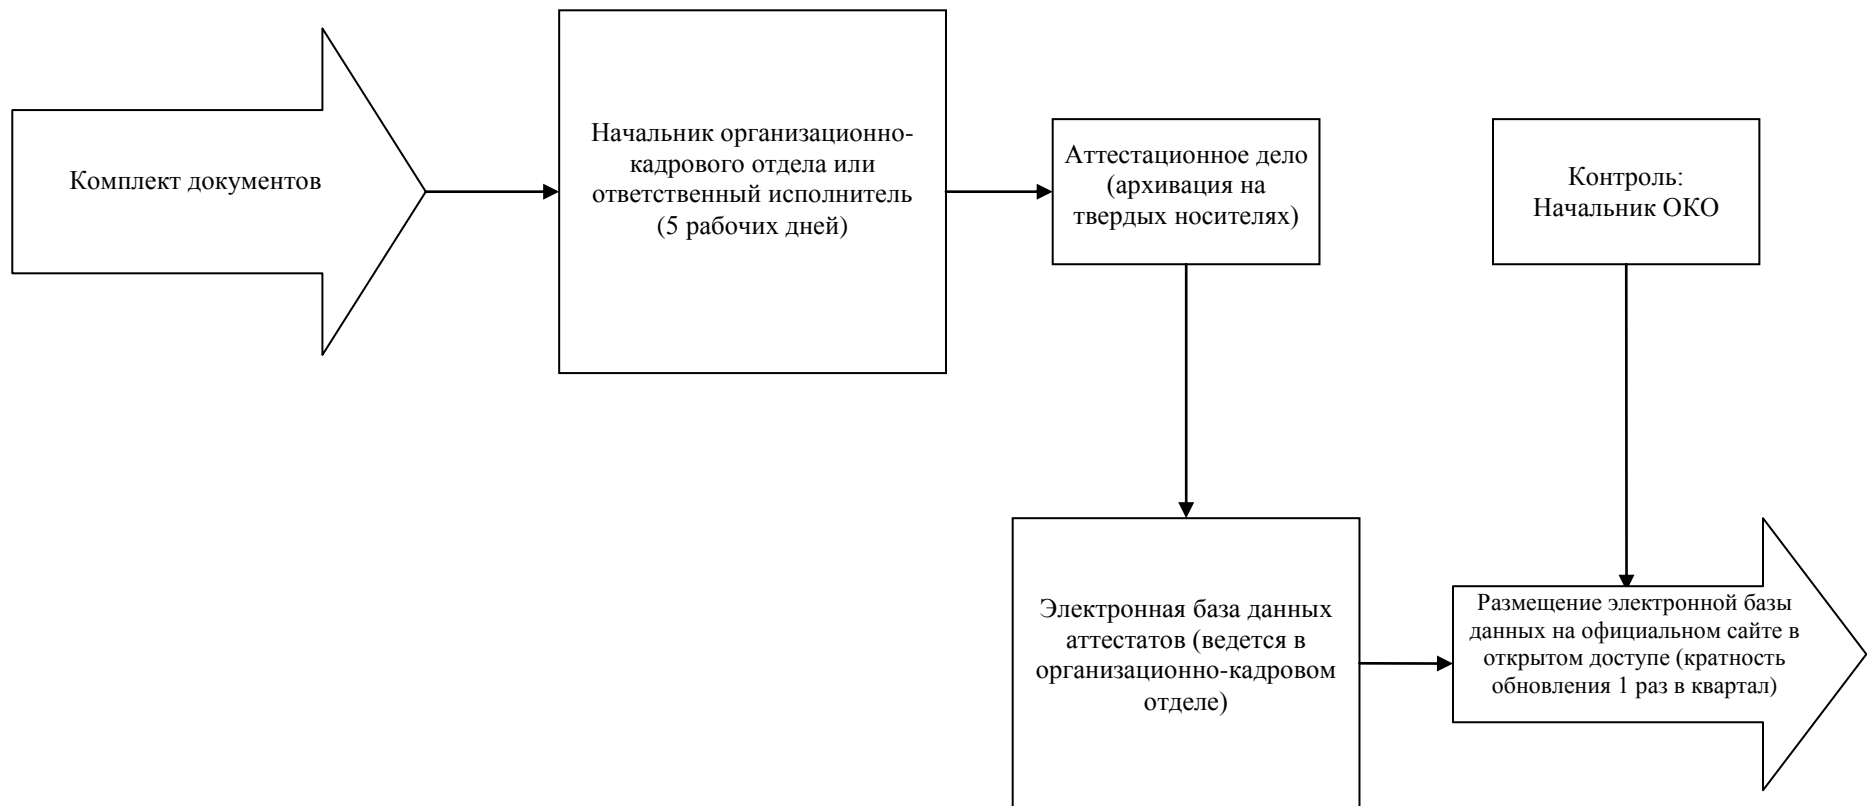 Комплект документов
Начальник организационно-
кадрового отдела или
ответственный исполнитель
(5 рабочих дней)
Аттестационное дело
(архивация на
твердых носителях)
Контроль:
Начальник ОКО
Электронная база данных
аттестатов (ведется в
организационно-кадровом
отделе)
Размещение электронной базы
данных на официальном сайте в
открытом доступе (кратность
обновления 1 раз в квартал)